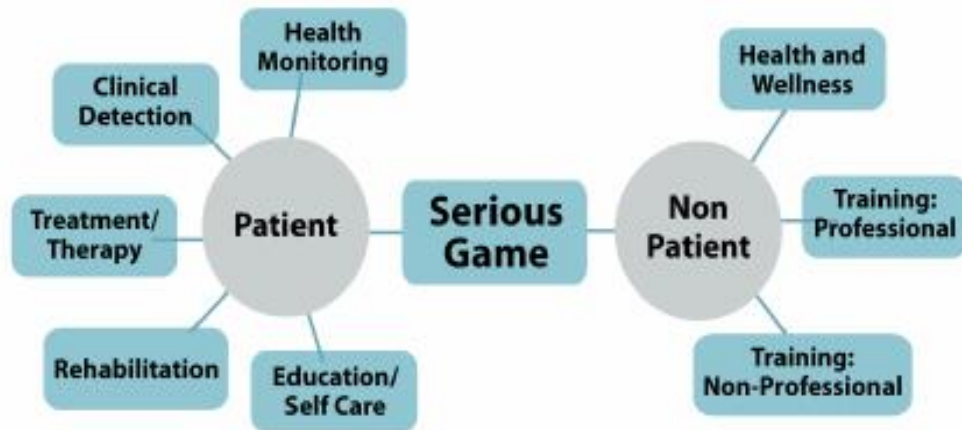 Health
Monitoring
Clinical
Detection
Treatment/
Therapy
Rehabilitation
Education/
Self Care
Patient
Serious
Game
Non
Patient
Health and
Wellness
Training:
Professional
Training:
Non-Professional